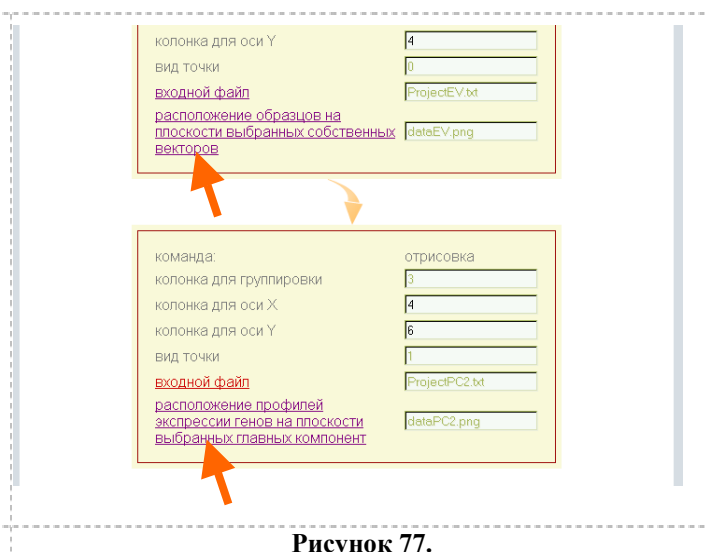 колонка для оси Y 4
вид точки 0
входной файл ProjectEV.txt
расположение образцов на
плоскости выбранных собственных dataEV.png
векторов
команда: отрисовка
колонка для группировки 3
колонка для оси X 4
колонка для оси Y 6
вид точки 1
входной файл ProjectPC2.txt
расположение профилей
экспрессии генов на плоскости dataPC2.png
выбранных главных компонент
Рисунок 77.